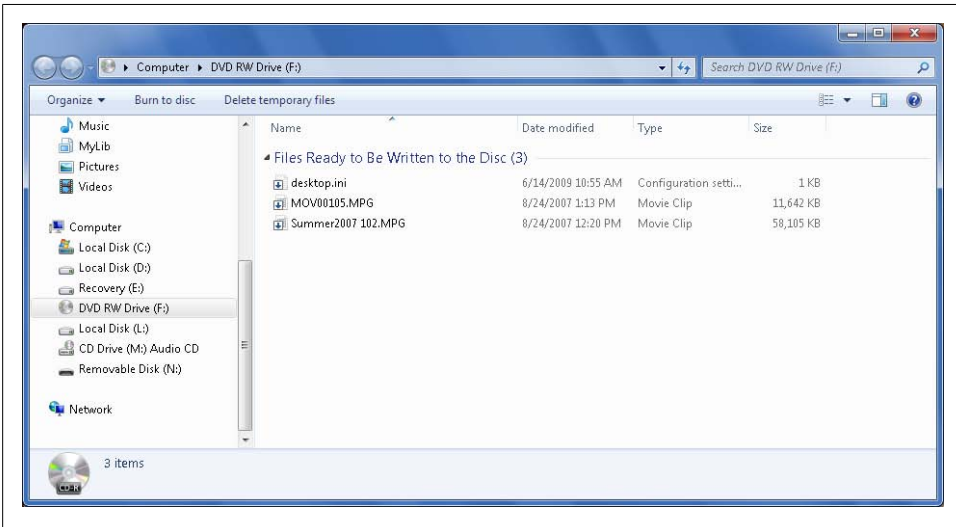 Computer ▸ DVD RW Drive (F:)
Search DVD RW Drive (F:)
Organize ▾ Burn to disc Delete temporary files
Music
MyLib
Pictures
Videos
Computer
Local Disk (C:)
Local Disk (D:)
Recovery (E:)
DVD RW Drive (F:)
Local Disk (L:)
CD Drive (M:) Audio CD
Removable Disk (N:)
Network
Name Date modified Type Size
Files Ready to Be Written to the Disc (3)
desktop.ini 6/14/2009 10:55 AM Configuration setti... 1 KB
MOV00105.MPG 8/24/2007 1:13 PM Movie Clip 11,642 KB
Summer2007 102.MPG 8/24/2007 12:20 PM Movie Clip 58,105 KB
3 items
CD-R